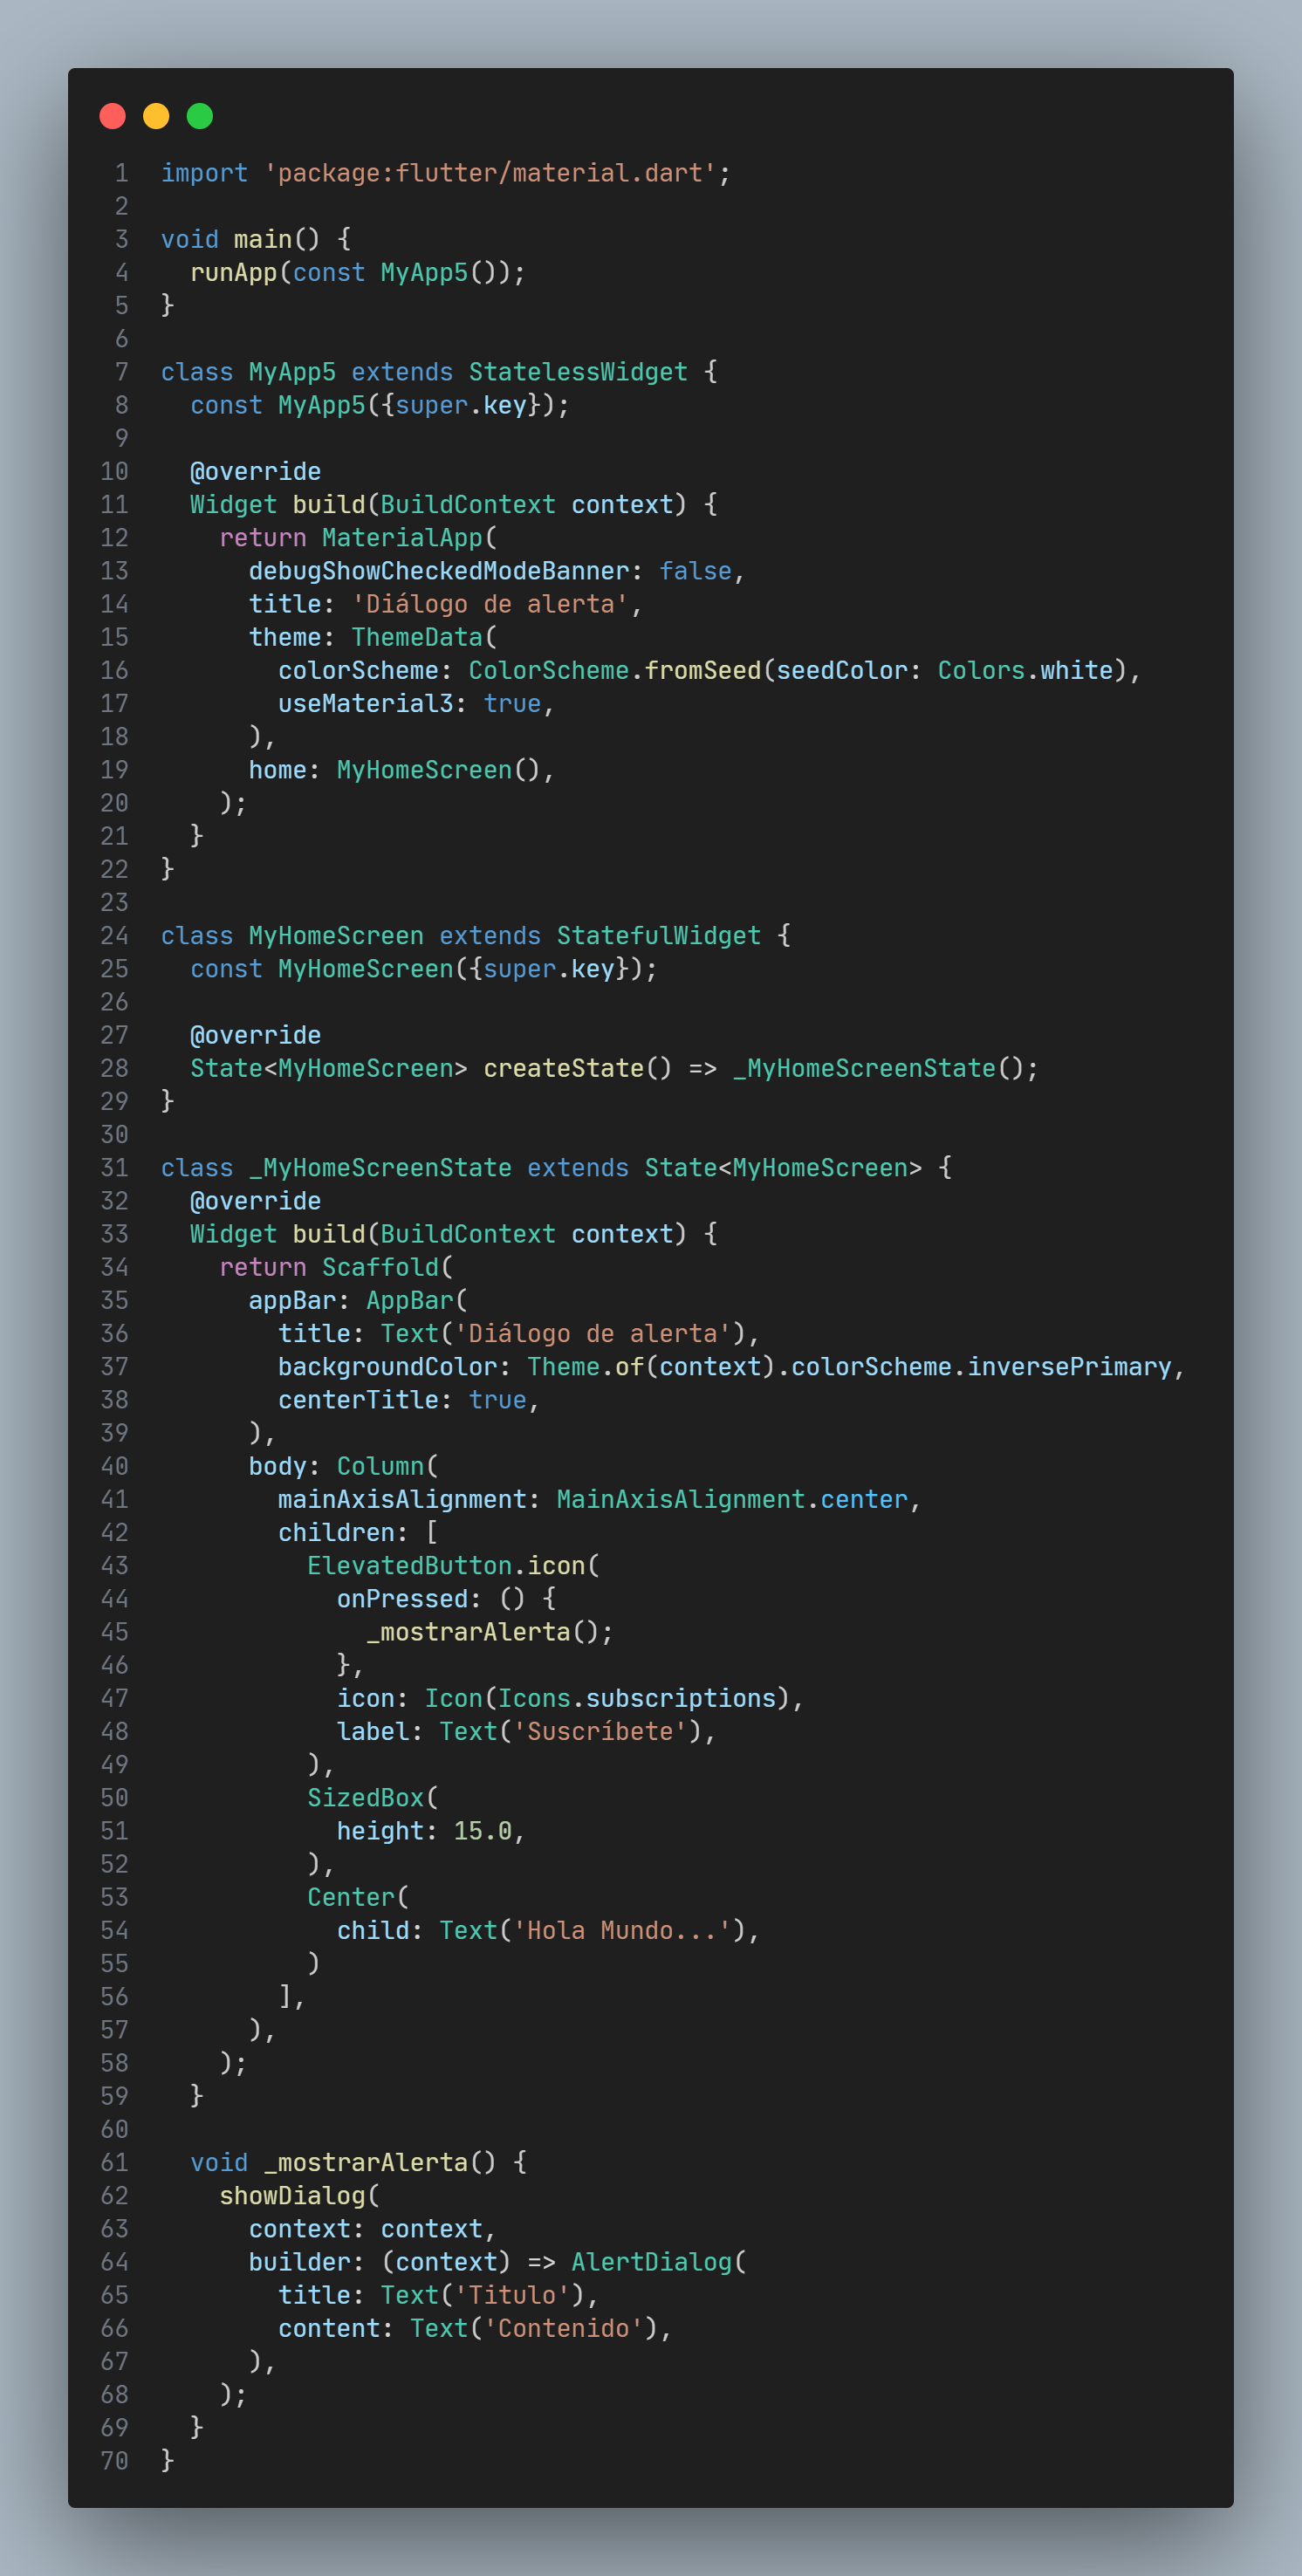 1 import 'package:flutter/material.dart';
2
3 void main() {
4   runApp(const MyApp5());
5 }
6
7 class MyApp5 extends StatelessWidget {
8   const MyApp5({super.key});
9
10   @override
11   Widget build(BuildContext context) {
12     return MaterialApp(
13       debugShowCheckedModeBanner: false,
14       title: 'Diálogo de alerta',
15       theme: ThemeData(
16         colorScheme: ColorScheme.fromSeed(seedColor: Colors.white),
17         useMaterial3: true,
18       ),
19       home: MyHomeScreen(),
20     );
21   }
22 }
23
24 class MyHomeScreen extends StatefulWidget {
25   const MyHomeScreen({super.key});
26
27   @override
28   State<MyHomeScreen> createState() => _MyHomeScreenState();
29 }
30
31 class _MyHomeScreenState extends State<MyHomeScreen> {
32   @override
33   Widget build(BuildContext context) {
34     return Scaffold(
35       appBar: AppBar(
36         title: Text('Diálogo de alerta'),
37         backgroundColor: Theme.of(context).colorScheme.inversePrimary,
38         centerTitle: true,
39       ),
40       body: Column(
41         mainAxisAlignment: MainAxisAlignment.center,
42         children: [
43           ElevatedButton.icon(
44             onPressed: () {
45               _mostrarAlerta();
46             },
47             icon: Icon(Icons.subscriptions),
48             label: Text('Suscríbete'),
49           ),
50           SizedBox(
51             height: 15.0,
52           ),
53           Center(
54             child: Text('Hola Mundo...'),
55           )
56         ],
57       ),
58     );
59   }
60
61   void _mostrarAlerta() {
62     showDialog(
63       context: context,
64       builder: (context) => AlertDialog(
65         title: Text('Titulo'),
66         content: Text('Contenido'),
67       ),
68     );
69   }
70 }